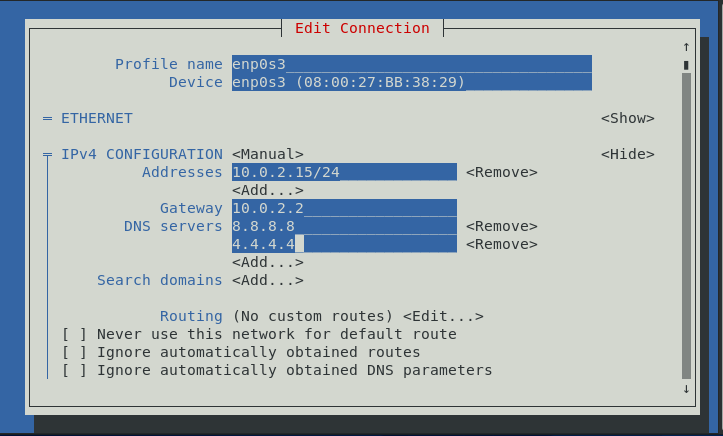 Edit Connection
Profile name enp0s3
Device enp0s3 (08:00:27:BB:38:29)
ETHERNET <Show>
IPv4 CONFIGURATION <Manual> <Hide>
Addresses 10.0.2.15/24 <Remove>
<Add...>
Gateway 10.0.2.2
DNS servers 8.8.8.8 <Remove>
4.4.4.4 <Remove>
<Add...>
Search domains <Add...>
Routing (No custom routes) <Edit...>
[ ] Never use this network for default route
[ ] Ignore automatically obtained routes
[ ] Ignore automatically obtained DNS parameters